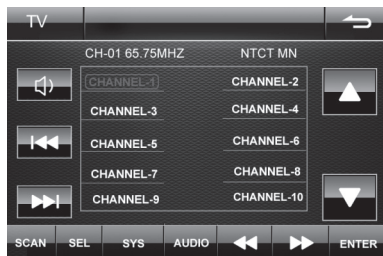 TV
CH-01 65.75MHZ NTCT MN
CHANNEL-1 CHANNEL-2
CHANNEL-3 CHANNEL-4
CHANNEL-5 CHANNEL-6
CHANNEL-7 CHANNEL-8
CHANNEL-9 CHANNEL-10
SCAN SEL SYS AUDIO ENTER